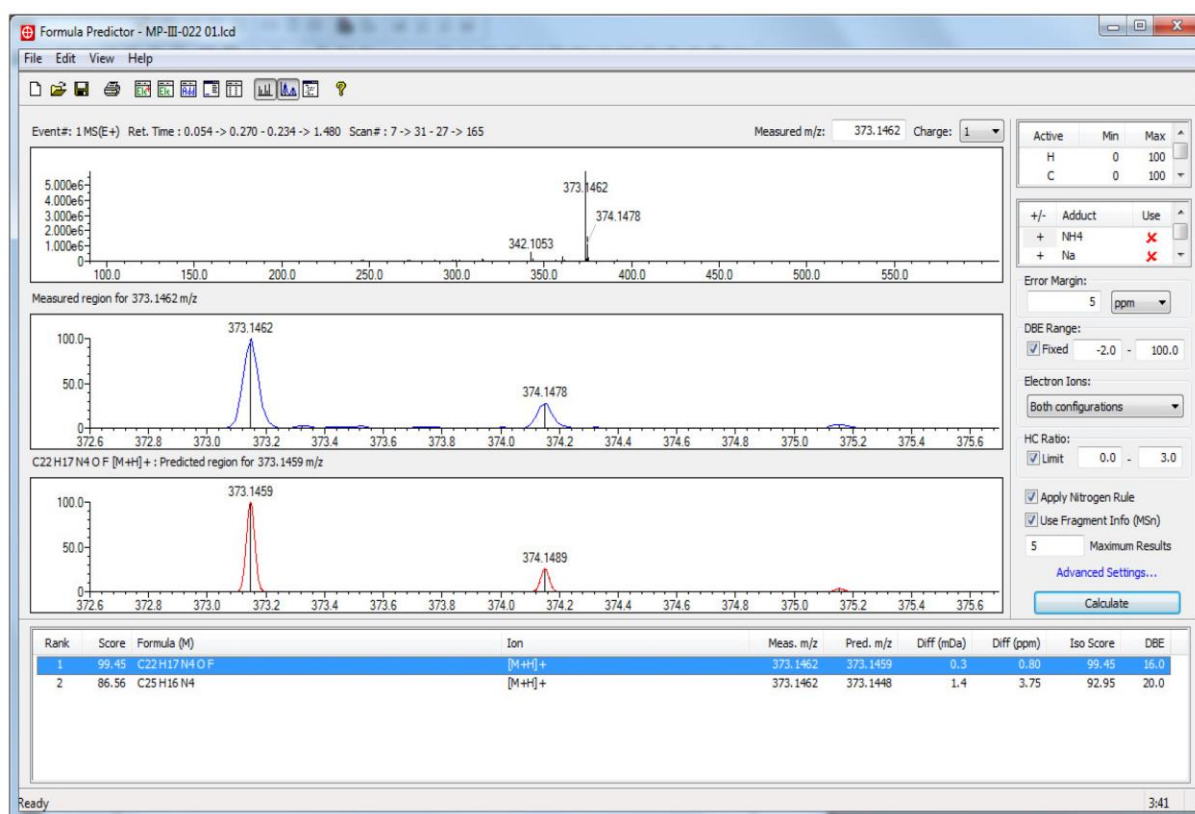 Formula Predictor - MP-III-022 01.lcd
File Edit View Help
Event#: 1 MS(E+) Ret. Time : 0.054 -> 0.270 - 0.234 -> 1.480 Scan# : 7 -> 31 - 27 -> 165
Measured m/z: 373.1462 Charge: 1
5.000e6
4.000e6
3.000e6
2.000e6
1.000e6
0
373.1462
374.1478
342.1053
100.0 150.0 200.0 250.0 300.0 350.0 400.0 450.0 500.0 550.0
Measured region for 373.1462 m/z
373.1462
100.0
50.0
0
374.1478
372.6 372.8 373.0 373.2 373.4 373.6 373.8 374.0 374.2 374.4 374.6 374.8 375.0 375.2 375.4 375.6
C22 H17 N4 O F [M+H]+ : Predicted region for 373.1459 m/z
373.1459
100.0
50.0
0
374.1489
372.6 372.8 373.0 373.2 373.4 373.6 373.8 374.0 374.2 374.4 374.6 374.8 375.0 375.2 375.4 375.6
Active Min Max
H 0 100
C 0 100
+/- Adduct Use
+ NH4
+ Na
Error Margin:
5 ppm
DBE Range:
Fixed -2.0 - 100.0
Electron Ions:
Both configurations
HC Ratio:
Limit 0.0 - 3.0
Apply Nitrogen Rule
Use Fragment Info (MSn)
5 Maximum Results
Advanced Settings...
Calculate
Rank Score Formula (M) Ion Meas. m/z Pred. m/z Diff (mDa) Diff (ppm) Iso Score DBE
1 99.45 C22 H17 N4 O F [M+H]+ 373.1462 373.1459 0.3 0.80 99.45 16.0
2 86.56 C25 H16 N4 [M+H]+ 373.1462 373.1448 1.4 3.75 92.95 20.0
Ready
3:41